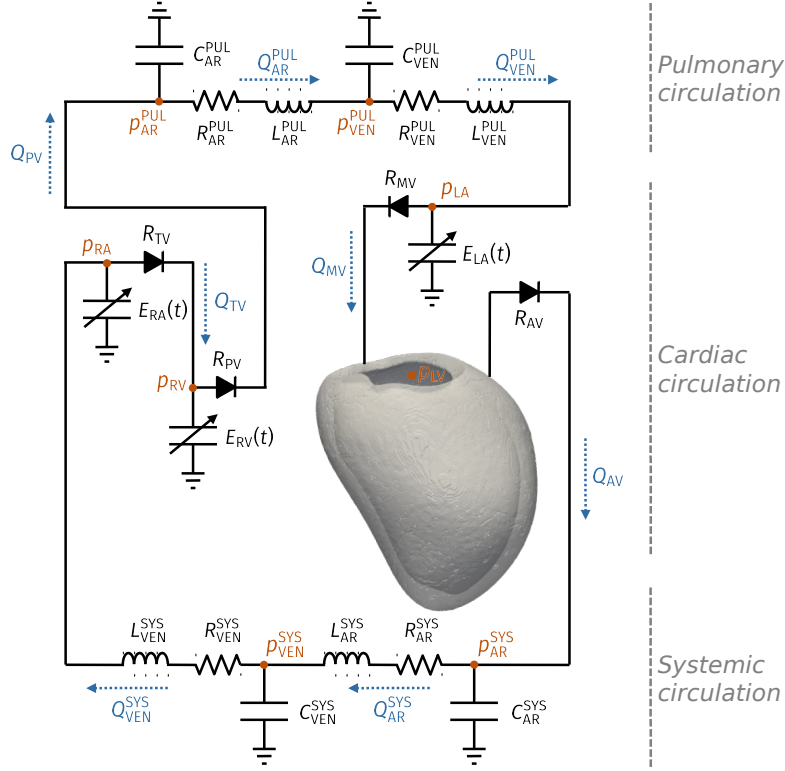 C_AR^PUL
Q_AR^PUL
C_VEN^PUL
Q_VEN^PUL
Pulmonary
circulation
p_AR^PUL
R_AR^PUL
L_AR^PUL
p_VEN^PUL
R_VEN^PUL
L_VEN^PUL
Q_PV
R_MV
p_LA
R_TV
p_RA
E_LA(t)
Q_MV
E_RA(t)
Q_TV
R_AV
Cardiac
circulation
R_PV
p_RV
p_LV
E_RV(t)
Q_AV
L_VEN^SYS
R_VEN^SYS
p_VEN^SYS
L_AR^SYS
R_AR^SYS
p_AR^SYS
Systemic
circulation
Q_VEN^SYS
C_VEN^SYS
Q_AR^SYS
C_AR^SYS